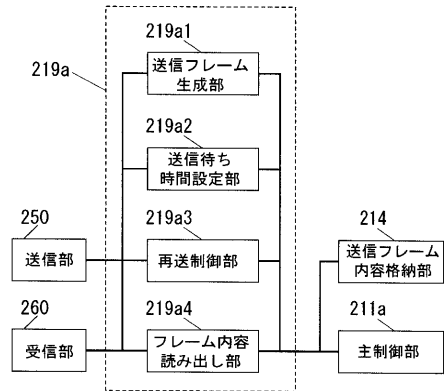 219a1
送信フレーム
生成部
219a
219a2
送信待ち
時間設定部
219a3
再送制御部
250
送信部
214
送信フレーム
内容格納部
219a4
フレーム内容
読み出し部
260
受信部
211a
主制御部